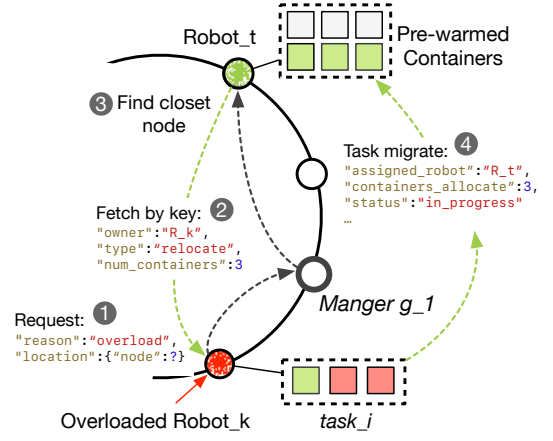 Robot_t
Pre-warmed
Containers
3 Find closet
node
Task migrate: 4
"assigned_robot":"R_t",
"containers_allocate":3,
"status":"in_progress"
…
Fetch by key: 2
"owner":"R_k",
"type":"relocate",
"num_containers":3
Manger g_1
1
Request:
"reason":"overload",
"location":{"node":?}
Overloaded Robot_k
task_i